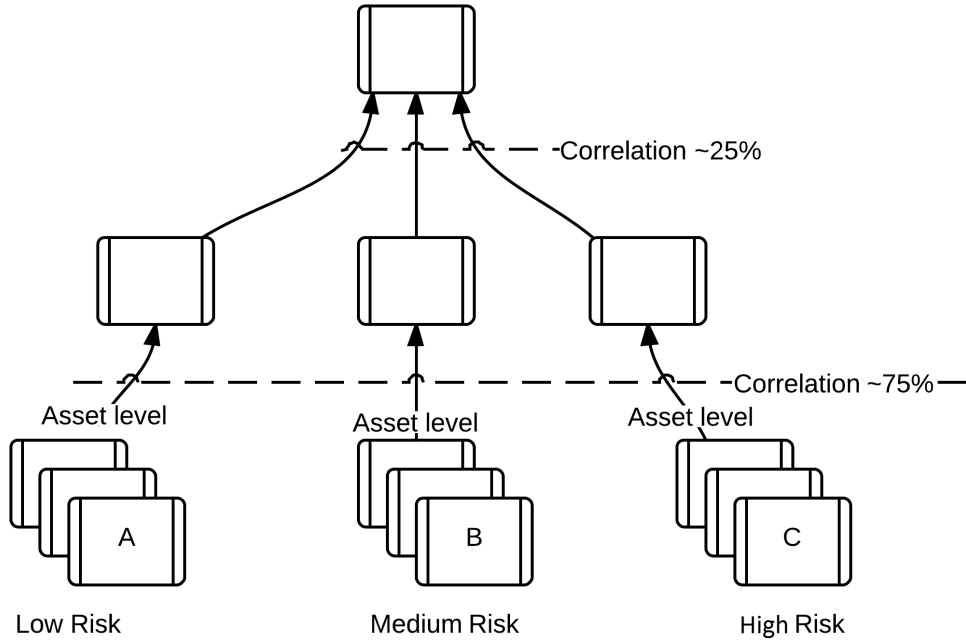 Correlation ~25%
Correlation ~75%
Asset level
Asset level
Asset level
A
B
C
Low Risk
Medium Risk
High Risk